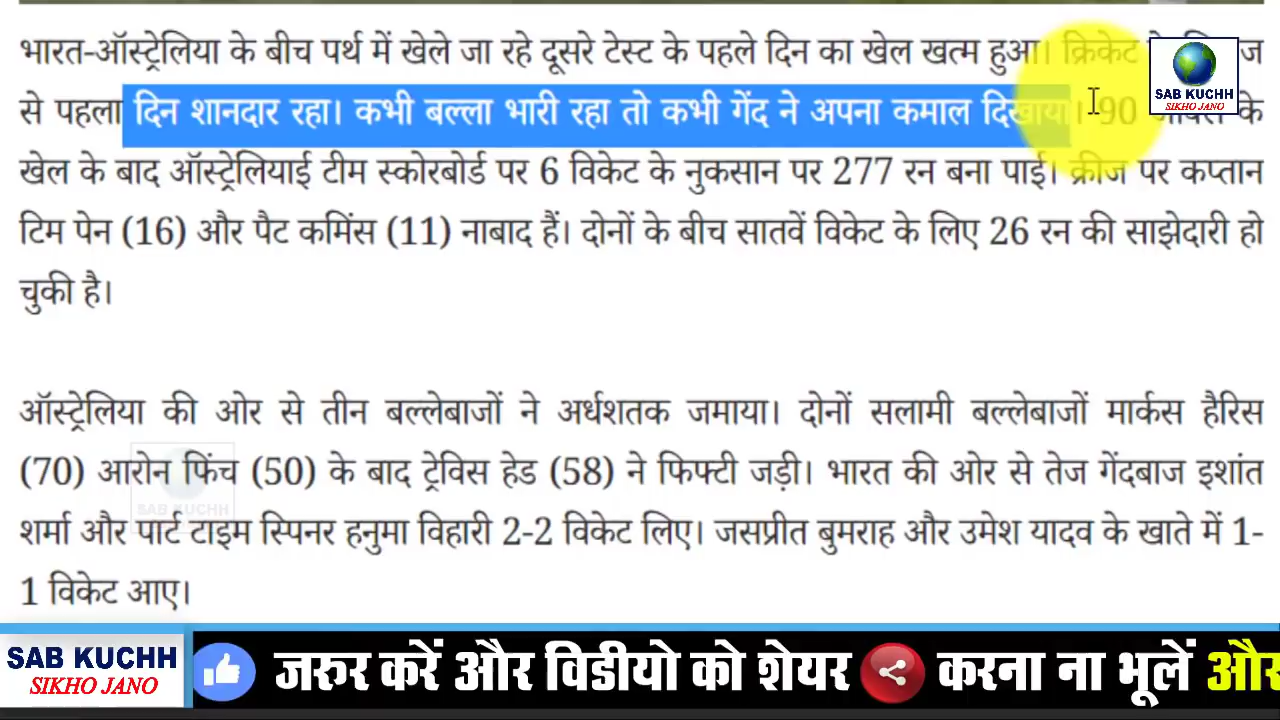 भारत-ऑस्ट्रेलिया के बीच पर्थ में खेले जा रहे दूसरे टेस्ट के पहले दिन का खेल खत्म हुआ। क्रिकेट
से पहला दिन शानदार रहा। कभी बल्ला भारी रहा तो कभी गेंद ने अपना कमाल दिखाया। 90 के
खेल के बाद ऑस्ट्रेलियाई टीम स्कोरबोर्ड पर 6 विकेट के नुकसान पर 277 रन बना पाई। क्रीज पर कप्तान
टिम पेन (16) और पैट कमिंस (11) नाबाद हैं। दोनों के बीच सातवें विकेट के लिए 26 रन की साझेदारी हो
चुकी है।
ऑस्ट्रेलिया की ओर से तीन बल्लेबाजों ने अर्धशतक जमाया। दोनों सलामी बल्लेबाजों मार्कस हैरिस
(70) आरोन फिंच (50) के बाद ट्रेविस हेड (58) ने फिफ्टी जड़ी। भारत की ओर से तेज गेंदबाज इशांत
शर्मा और पार्ट टाइम स्पिनर हनुमा विहारी 2-2 विकेट लिए। जसप्रीत बुमराह और उमेश यादव के खाते में 1-
1 विकेट आए।
SAB KUCHH
SIKHO JANO
SAB KUCHH
SAB KUCHH
SIKHO JANO
जरुर करें और विडीयो को शेयर करना ना भूलें और